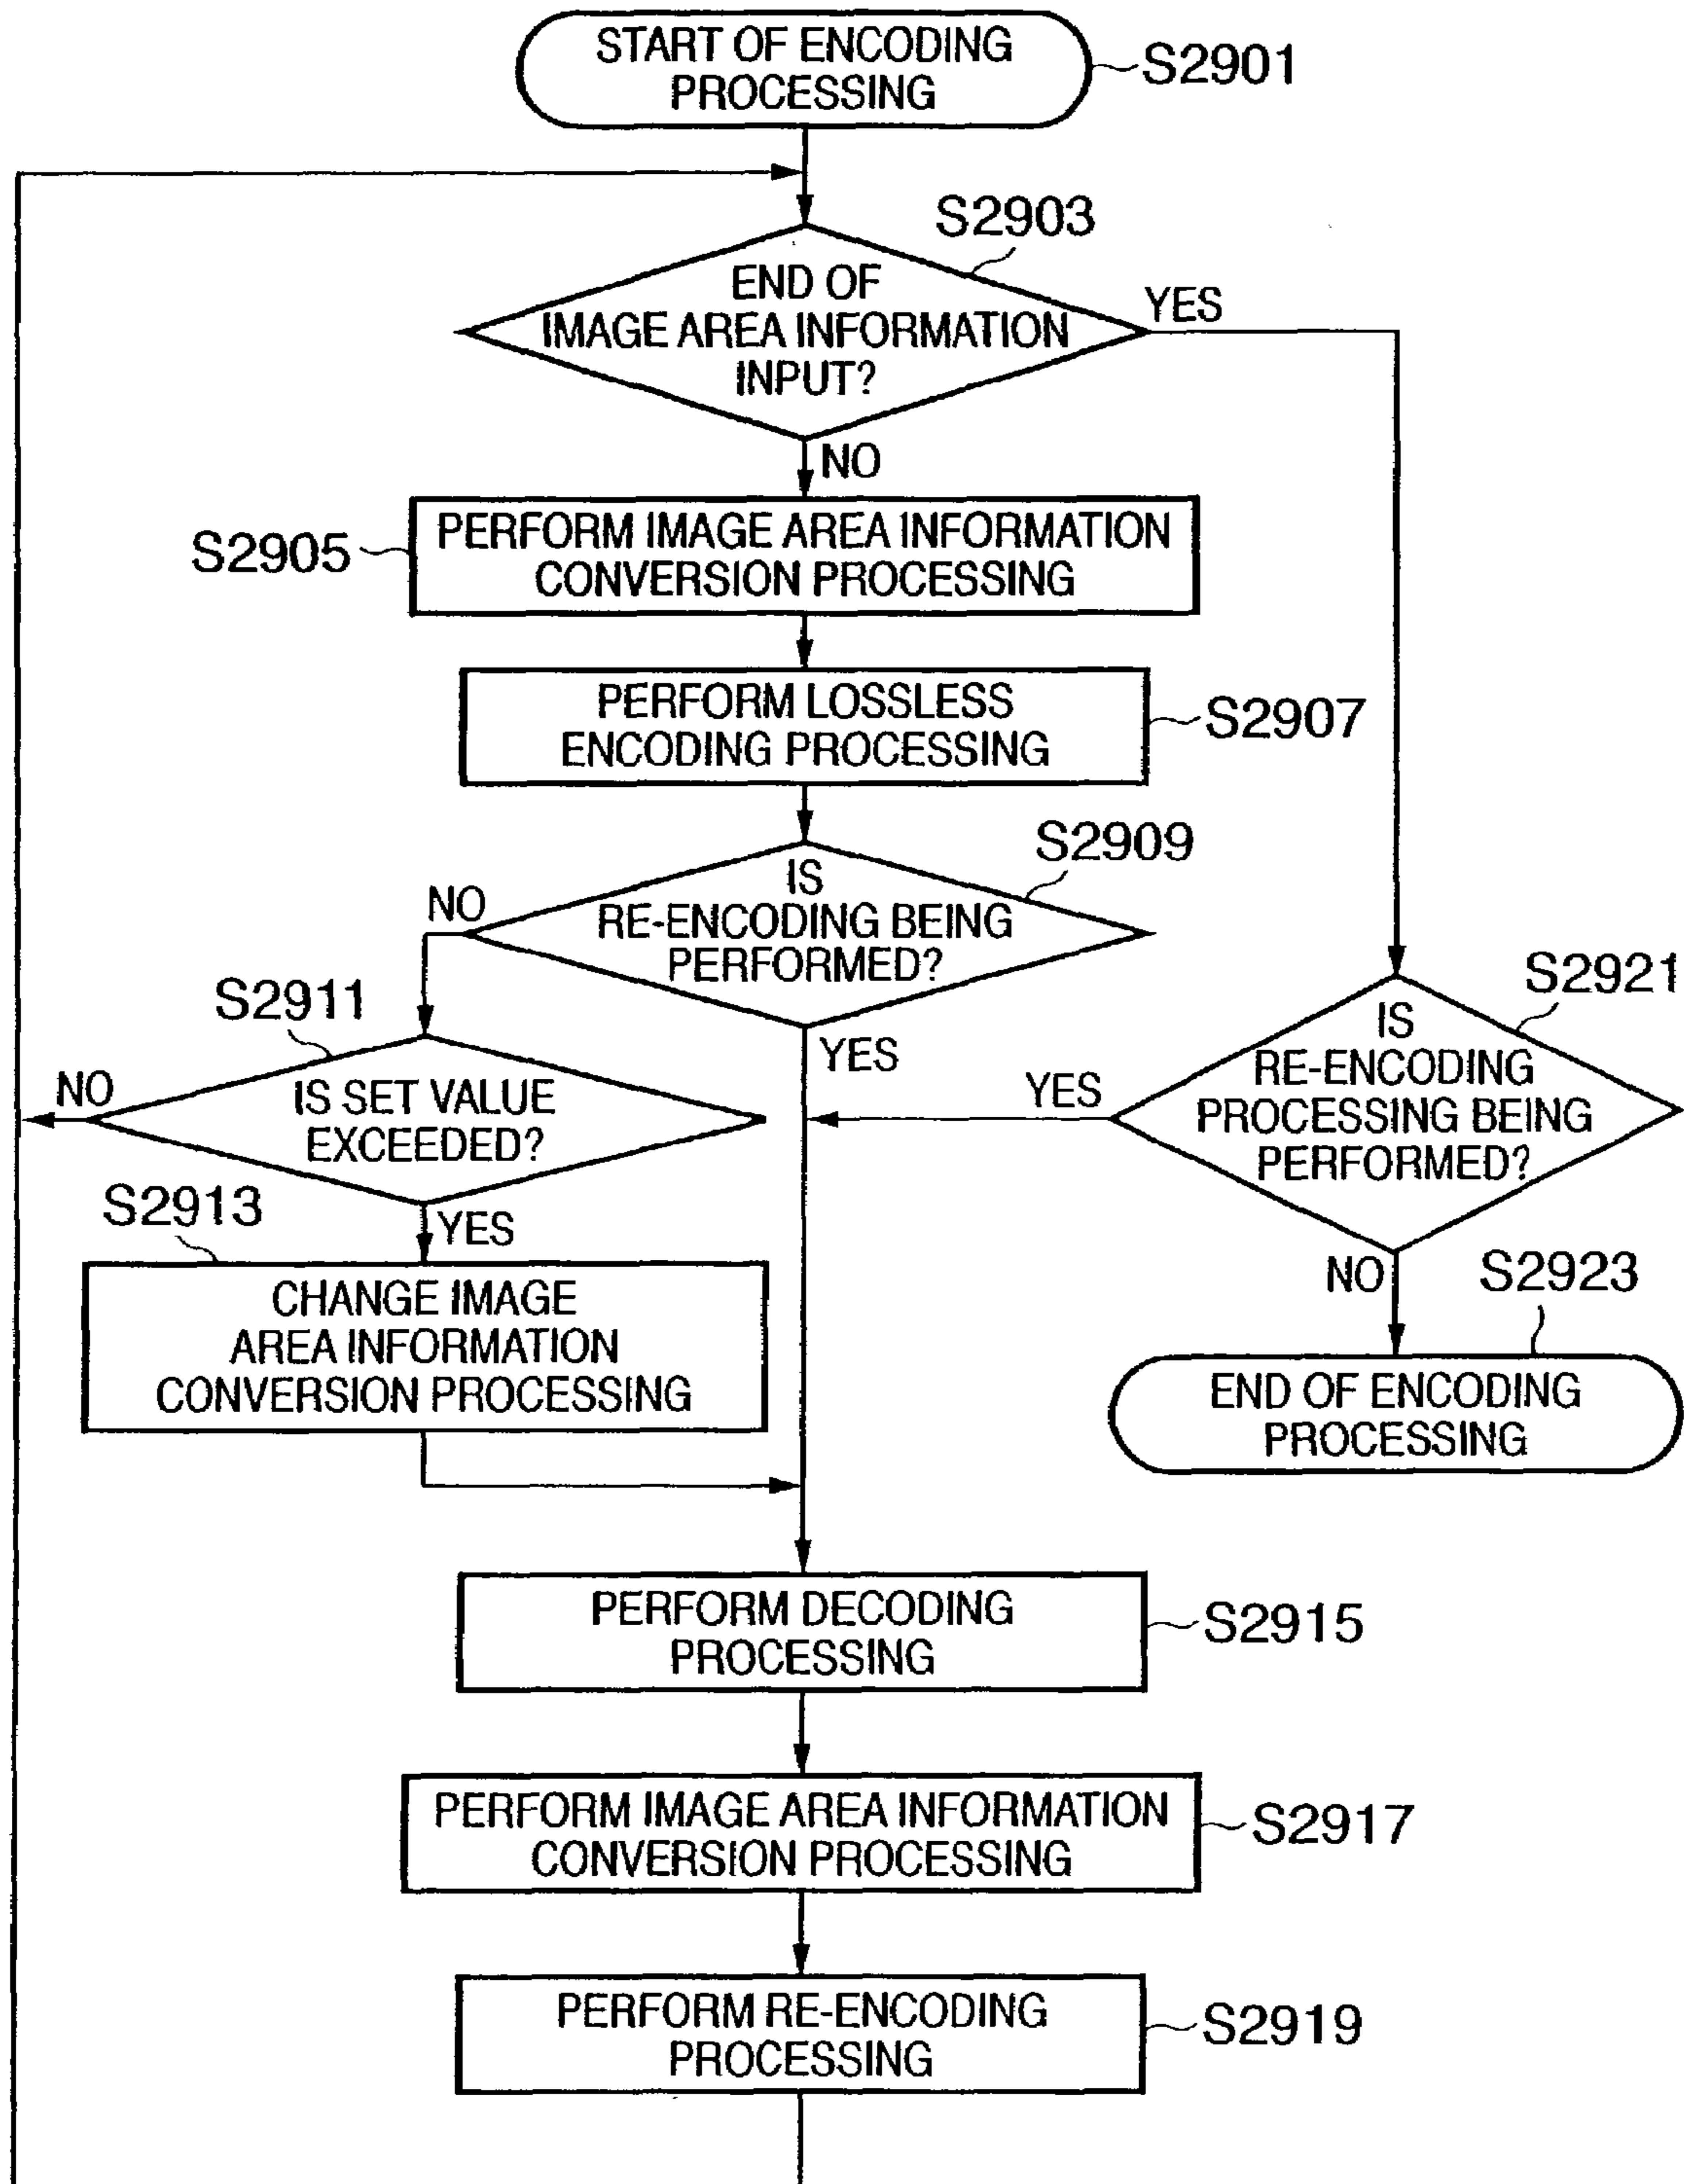 START OF ENCODING
PROCESSING
S2901
S2903
END OF
IMAGE AREA INFORMATION
INPUT?
YES
NO
S2905
PERFORM IMAGE AREA INFORMATION
CONVERSION PROCESSING
PERFORM LOSSLESS
ENCODING PROCESSING
S2907
S2909
IS
RE-ENCODING BEING
PERFORMED?
NO
YES
S2911
IS SET VALUE
EXCEEDED?
NO
YES
S2921
IS
RE-ENCODING
PROCESSING BEING
PERFORMED?
YES
NO
S2913
CHANGE IMAGE
AREA INFORMATION
CONVERSION PROCESSING
S2923
END OF ENCODING
PROCESSING
PERFORM DECODING
PROCESSING
S2915
PERFORM IMAGE AREA INFORMATION
CONVERSION PROCESSING
S2917
PERFORM RE-ENCODING
PROCESSING
S2919